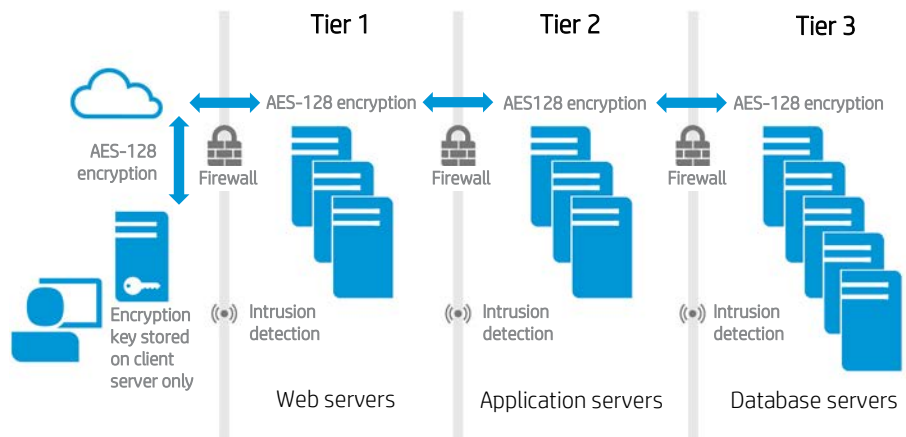 Tier 1
Tier 2
Tier 3
AES-128 encryption
AES128 encryption
AES-128 encryption
AES-128
encryption
Firewall
Firewall
Firewall
Encryption
key stored
on client
server only
Intrusion
detection
Intrusion
detection
Intrusion
detection
Web servers
Application servers
Database servers